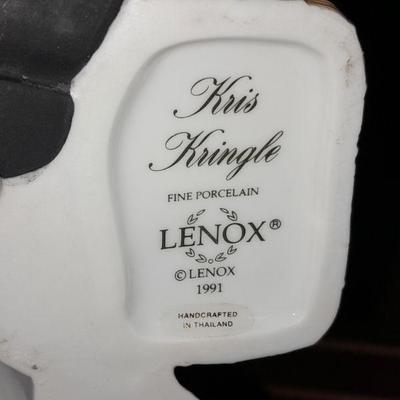 Kris
Kringle
FINE PORCELAIN
LENOX®
© LENOX
1991
HANDCRAFTED
IN THAILAND